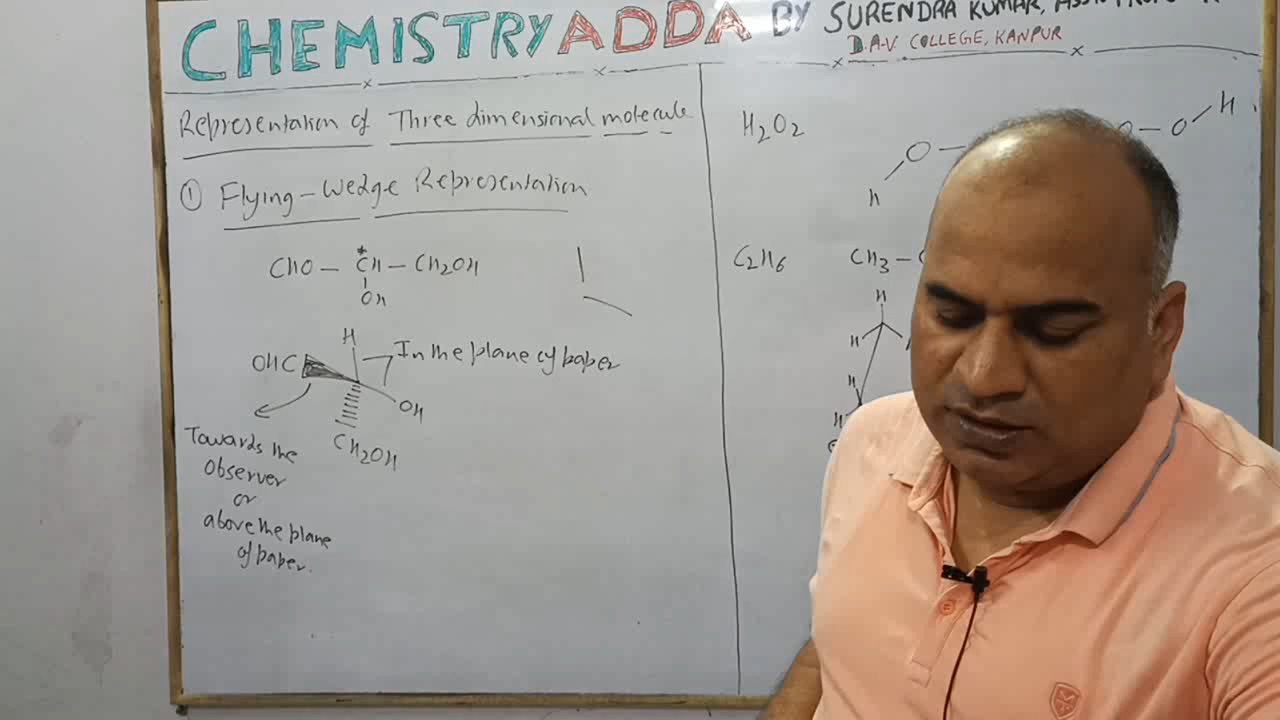 CHEMISTRY ADDA BY SURENDRA KUMAR,
D.A.V. COLLEGE, KANPUR
Representation of Three dimensional molecule
① Flying-Wedge Representation
CHO — *CH — CH2OH
OH
H
OHC
In the plane of paper
OH
CH2OH
Towards the
observer
or
above the plane
of paper.
H2O2
H
O — O
O —
H
C2H6
CH3 —
H
H
H
H